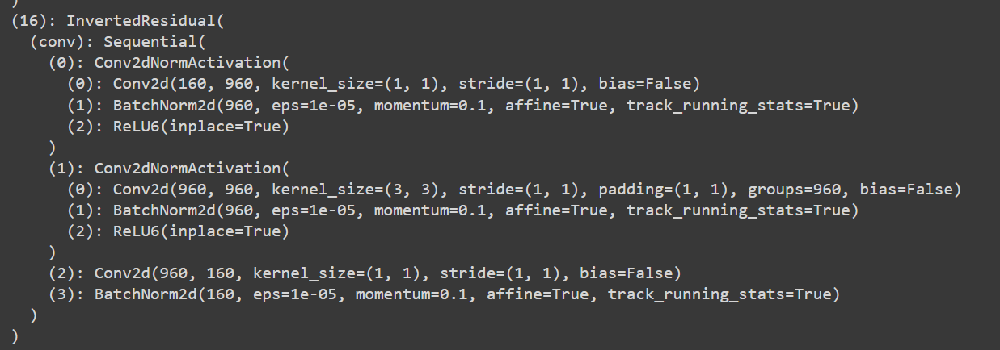 )
(16): InvertedResidual(
(conv): Sequential(
(0): Conv2dNormActivation(
(0): Conv2d(160, 960, kernel_size=(1, 1), stride=(1, 1), bias=False)
(1): BatchNorm2d(960, eps=1e-05, momentum=0.1, affine=True, track_running_stats=True)
(2): ReLU6(inplace=True)
)
(1): Conv2dNormActivation(
(0): Conv2d(960, 960, kernel_size=(3, 3), stride=(1, 1), padding=(1, 1), groups=960, bias=False)
(1): BatchNorm2d(960, eps=1e-05, momentum=0.1, affine=True, track_running_stats=True)
(2): ReLU6(inplace=True)
)
(2): Conv2d(960, 160, kernel_size=(1, 1), stride=(1, 1), bias=False)
(3): BatchNorm2d(160, eps=1e-05, momentum=0.1, affine=True, track_running_stats=True)
)
)